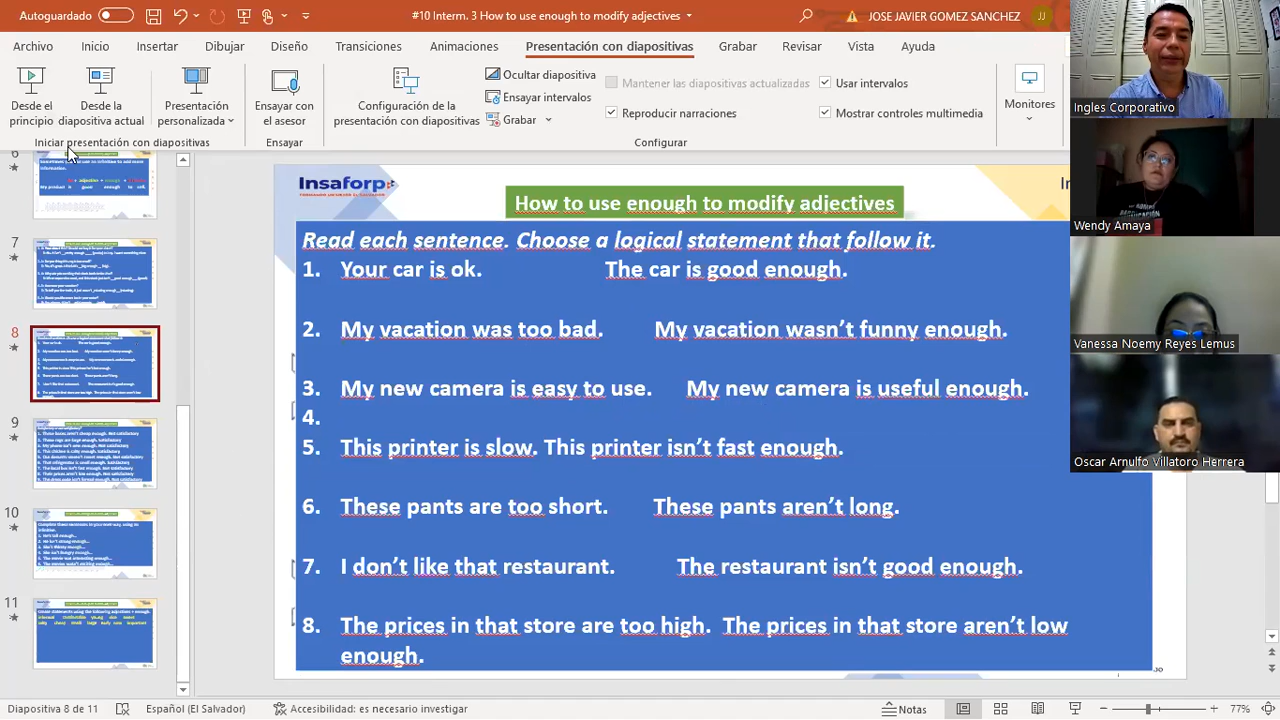 Autoguardado
#10 Interm. 3 How to use enough to modify adjectives
JOSE JAVIER GOMEZ SANCHEZ
JJ
Archivo Inicio Insertar Dibujar Diseño Transiciones Animaciones Presentación con diapositivas Grabar Revisar Vista Ayuda
Desde el principio
Desde la diapositiva actual
Presentación personalizada
Ensayar con el asesor
Configuración de la presentación con diapositivas
Ocultar diapositiva
Ensayar intervalos
Grabar
Mantener las diapositivas actualizadas
Reproducir narraciones
Usar intervalos
Mostrar controles multimedia
Monitores
Iniciar presentación con diapositivas
Ensayar
Configurar
Ingles Corporativo
Wendy Amaya
Vanessa Noemy Reyes Lemus
Oscar Arnulfo Villatoro Herrera
6
7
8
9
10
11
Insaforp
How to use enough to modify adjectives
Read each sentence. Choose a logical statement that follow it.
1. Your car is ok. The car is good enough.
2. My vacation was too bad. My vacation wasn't funny enough.
3. My new camera is easy to use. My new camera is useful enough.
4.
5. This printer is slow. This printer isn't fast enough.
6. These pants are too short. These pants aren't long.
7. I don't like that restaurant. The restaurant isn't good enough.
8. The prices in that store are too high. The prices in that store aren't low
enough.
Diapositiva 8 de 11
Español (El Salvador)
Accesibilidad: es necesario investigar
Notas
77%